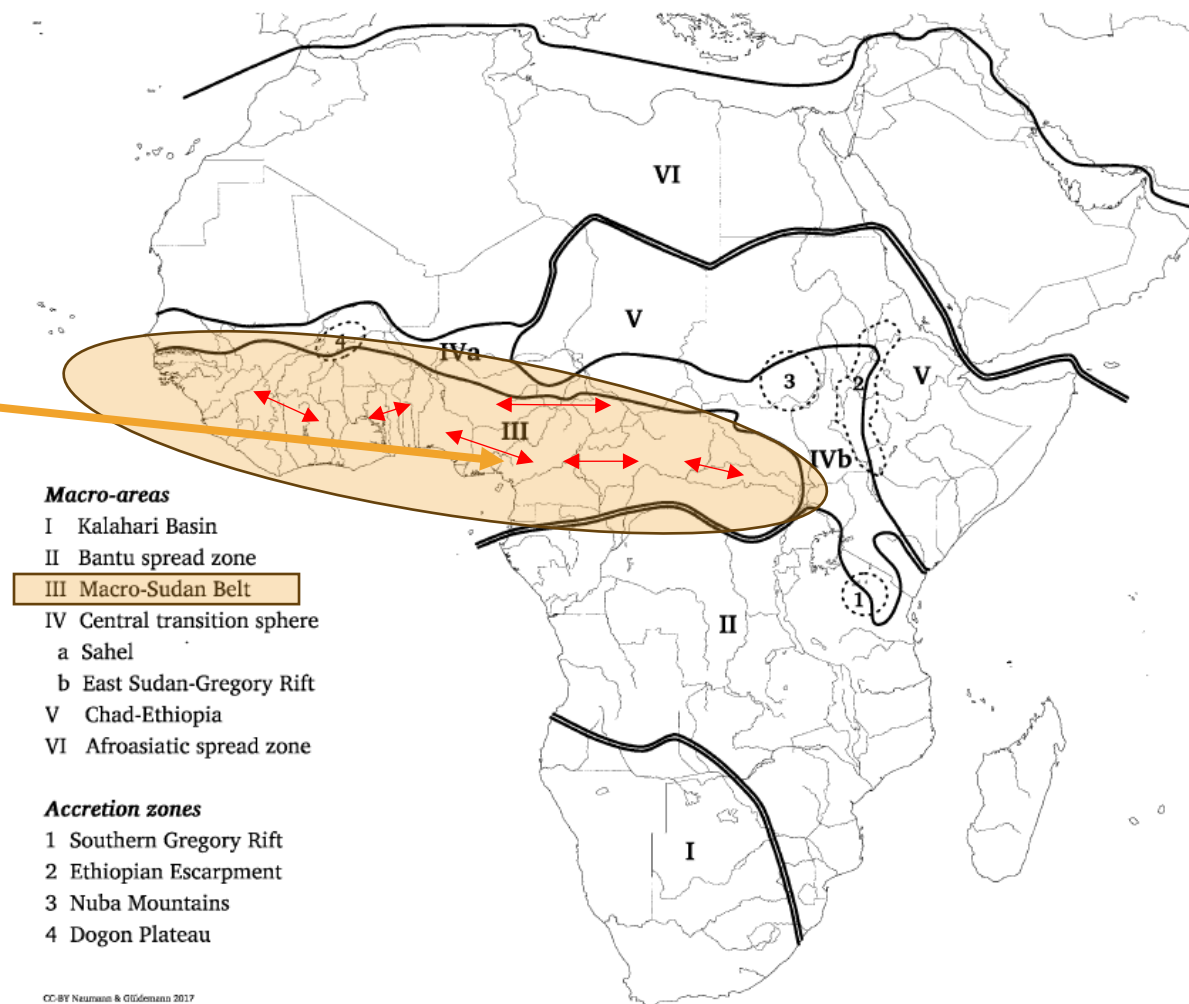 VI
V
4
IVa
3
2
V
III
IVb
Macro-areas
I Kalahari Basin
II Bantu spread zone
III Macro-Sudan Belt
IV Central transition sphere
a Sahel
b East Sudan-Gregory Rift
V Chad-Ethiopia
VI Afroasiatic spread zone
1
II
Accretion zones
1 Southern Gregory Rift
2 Ethiopian Escarpment
3 Nuba Mountains
4 Dogon Plateau
I
CC-BY Naumann & Güldemann 2017